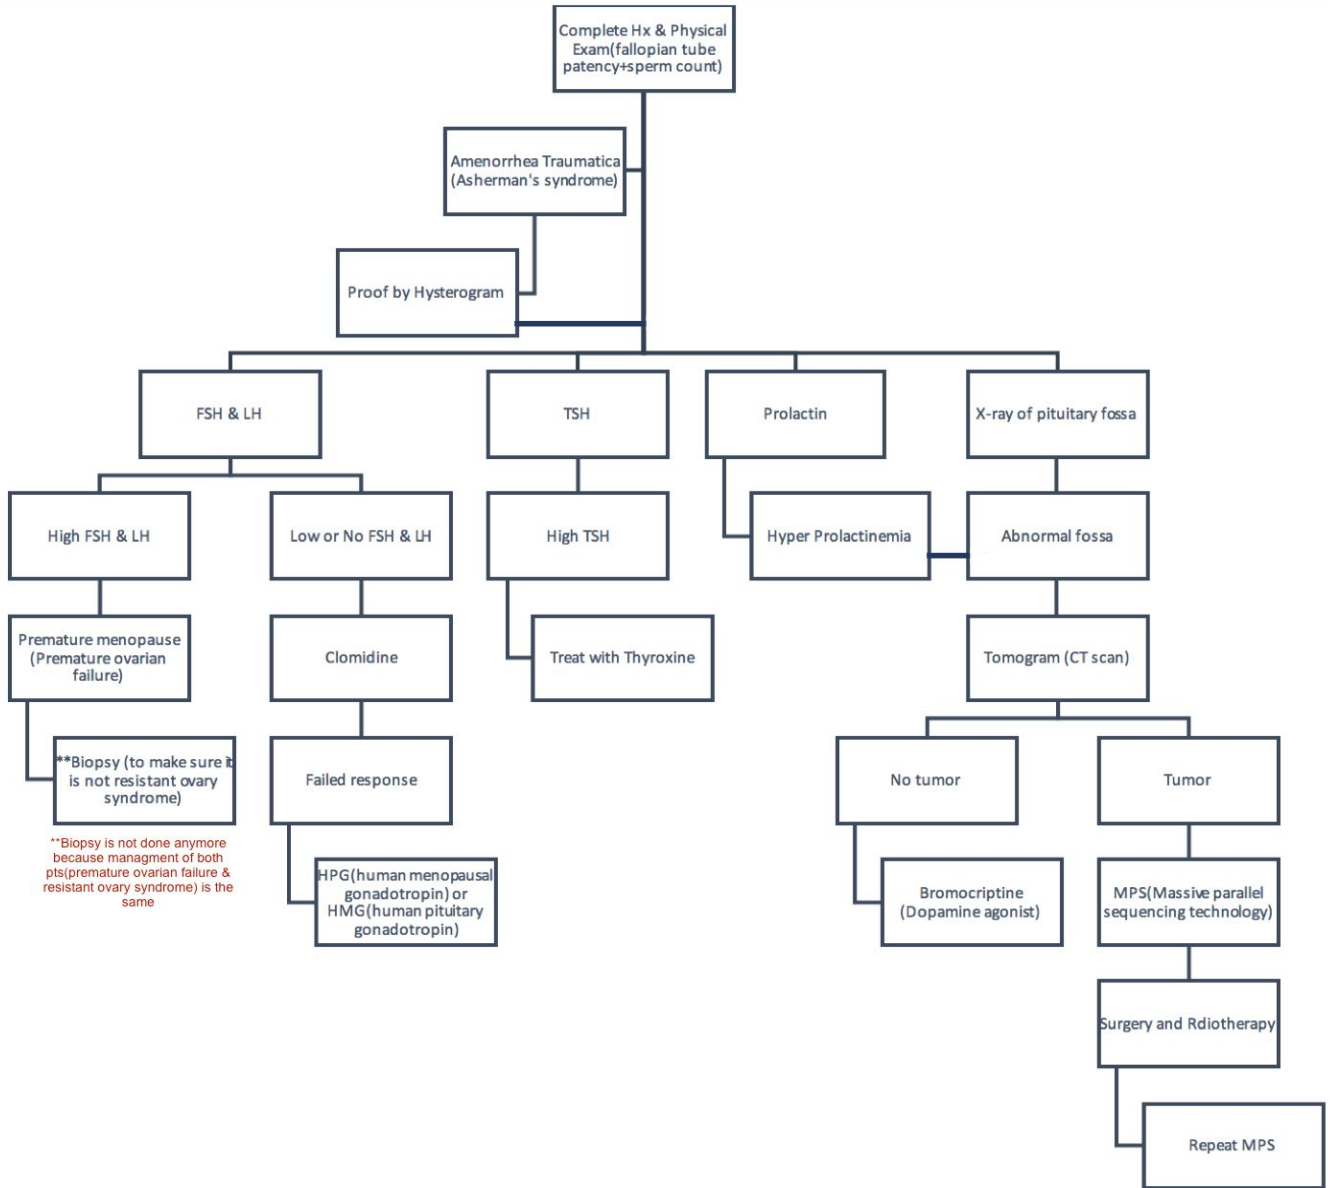 Complete Hx & Physical
Exam(fallopian tube
patency+sperm count)
Amenorrhea Traumatica
(Asherman's syndrome)
Proof by Hysterogram
FSH & LH
TSH
Prolactin
X-ray of pituitary fossa
High FSH & LH
Low or No FSH & LH
High TSH
Hyper Prolactinemia
Abnormal fossa
Premature menopause
(Premature ovarian
failure)
Clomidine
Treat with Thyroxine
Tomogram (CT scan)
**Biopsy (to make sure it
is not resistant ovary
syndrome)
Failed response
No tumor
Tumor
**Biopsy is not done anymore
because managment of both
pts(premature ovarian failure &
resistant ovary syndrome) is the
same
HPG(human menopausal
gonadotropin) or
HMG(human pituitary
gonadotropin)
Bromocriptine
(Dopamine agonist)
MPS(Massive parallel
sequencing technology)
Surgery and Rdiotherapy
Repeat MPS